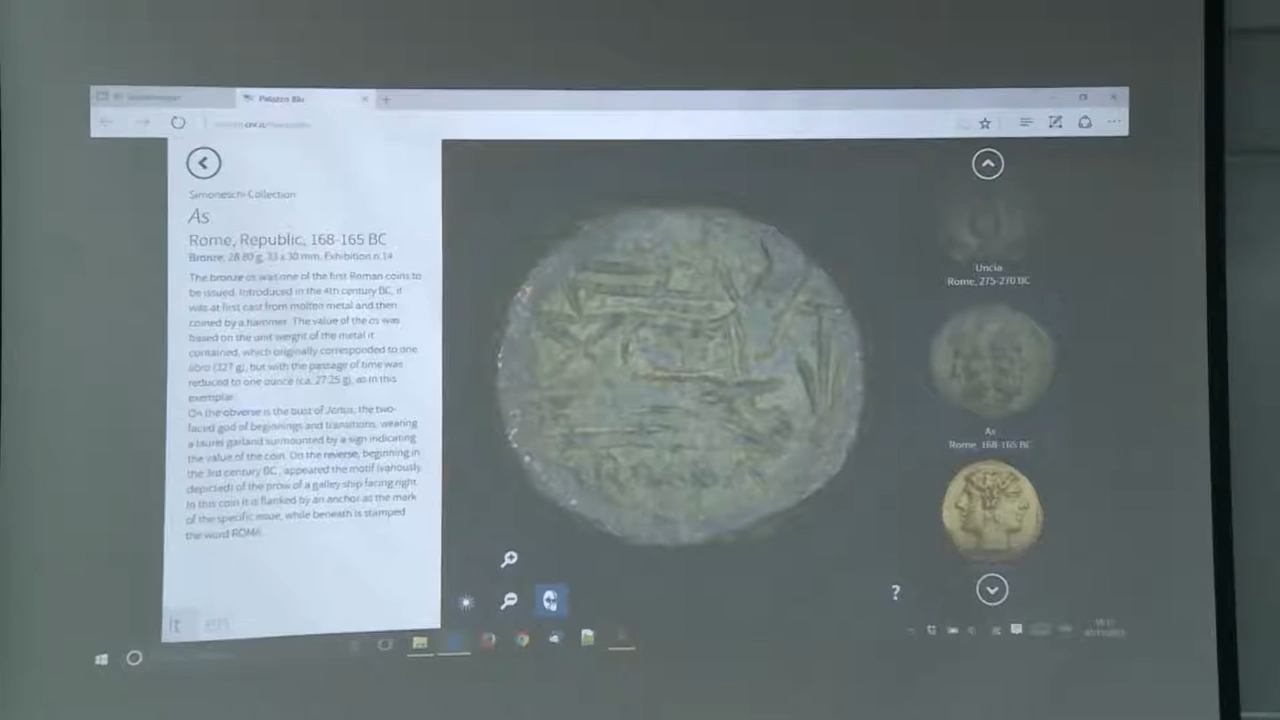 Palazzo Blu
Simoneschi Collection
As
Rome, Republic, 168-165 BC
Bronze, 28.80 g, 33 x 30 mm, Exhibition n.14
The bronze as was one of the first Roman coins to
be issued. Introduced in the 4th century BC, it
was at first cast from molten metal and then
coined by a hammer. The value of the as was
based on the unit weight of the metal it
contained, which originally corresponded to one
libra (327 g), but with the passage of time was
reduced to one ounce (ca. 27.25 g), as in this
exemplar.
On the obverse is the bust of Janus, the two-
faced god of beginnings and transitions, wearing
a laurel garland surmounted by a sign indicating
the value of the coin. On the reverse, beginning in
the 3rd century BC, appeared the motif (variously
depicted) of the prow of a galley ship facing right.
In this coin it is flanked by an anchor as the mark
of the specific issue, while beneath is stamped
the word ROMA.
it en
Uncia
Rome, 275-270 BC
As
Rome, 168-165 BC
?